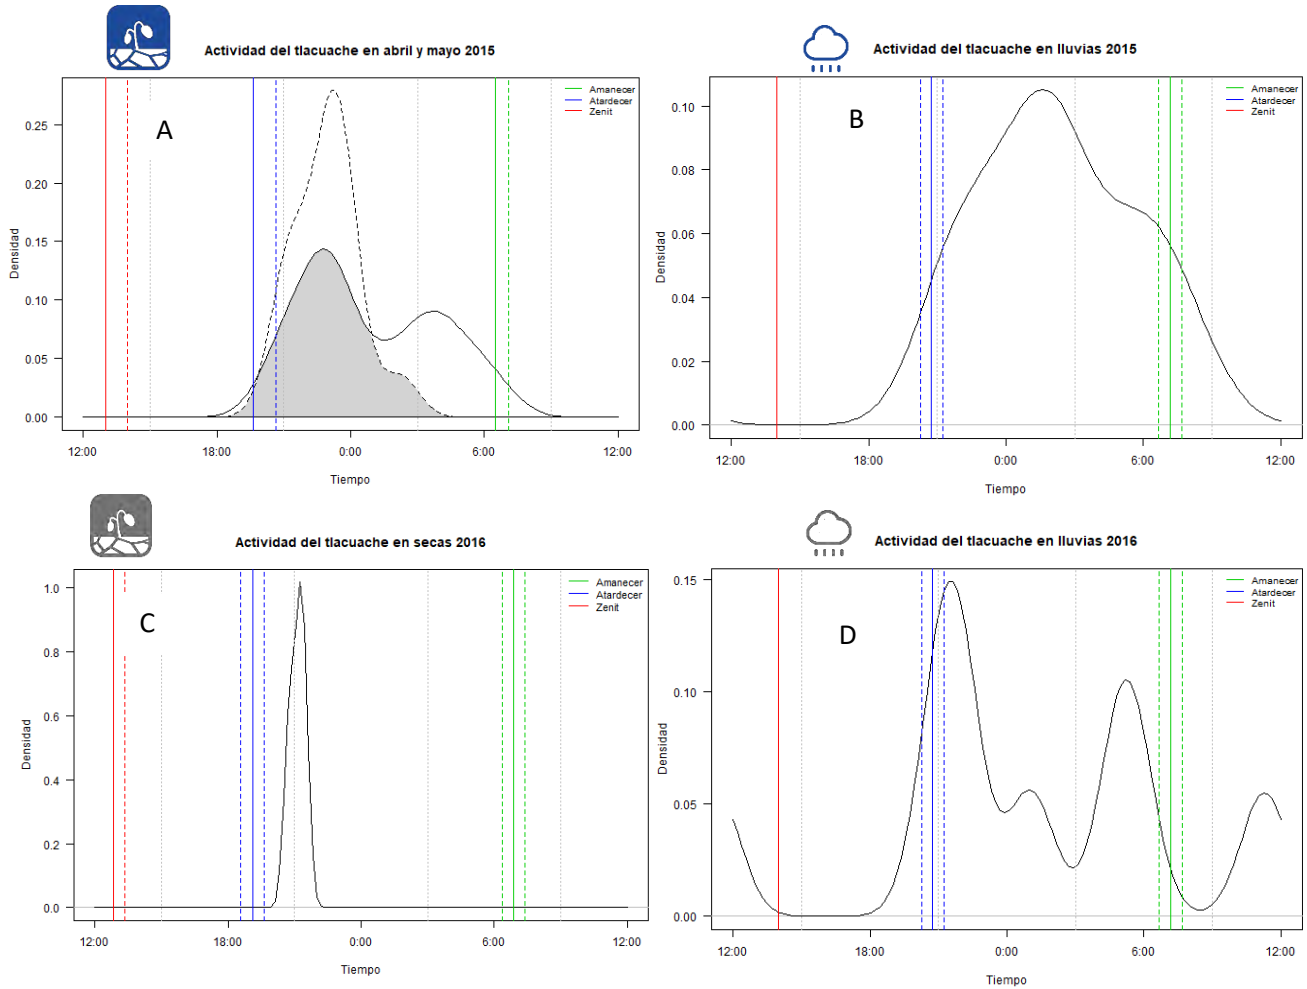 Actividad del tlacuache en abril y mayo 2015
A
Amanecer
Atardecer
Zenit
0.25
0.20
0.15
0.10
0.05
0.00
Densidad
12:00 18:00 0:00 6:00 12:00
Tiempo
Actividad del tlacuache en lluvias 2015
B
Amanecer
Atardecer
Zenit
0.10
0.08
0.06
0.04
0.02
0.00
Densidad
12:00 18:00 0:00 6:00 12:00
Tiempo
Actividad del tlacuache en secas 2016
C
Amanecer
Atardecer
Zenit
1.0
0.8
0.6
0.4
0.2
0.0
Densidad
12:00 18:00 0:00 6:00 12:00
Tiempo
Actividad del tlacuache en lluvias 2016
D
Amanecer
Atardecer
Zenit
0.15
0.10
0.05
0.00
Densidad
12:00 18:00 0:00 6:00 12:00
Tiempo